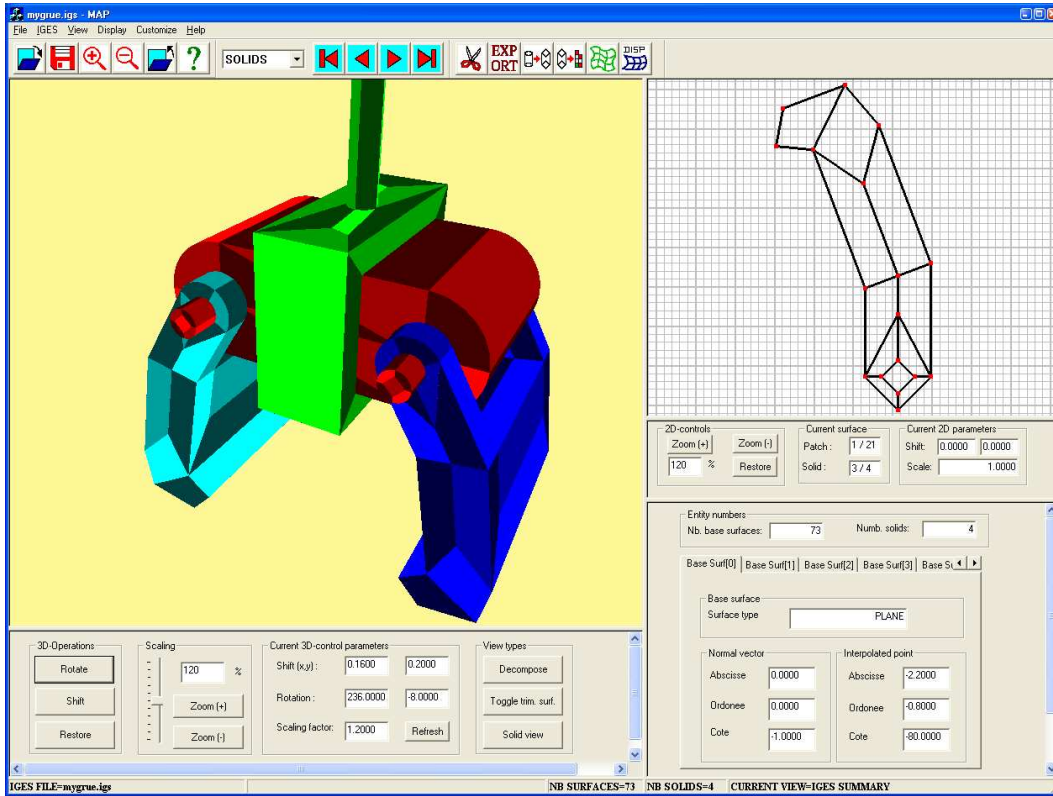 mygrue.igs - MAP
File IGES View Display Customize Help
SOLIDS
EXP
ORT
DISP
2D-controls
Zoom (+) Zoom (-)
120 % Restore
Current surface
Patch : 1 / 21
Solid : 3 / 4
Current 2D parameters
Shift: 0.0000 0.0000
Scale: 1.0000
Entity numbers
Nb. base surfaces: 73 Numb. solids: 4
Base Surf[0] Base Surf[1] Base Surf[2] Base Surf[3]
Base surface
Surface type PLANE
Normal vector
Abscisse 0.0000
Ordonee 0.0000
Cote -1.0000
Interpolated point
Abscisse -2.2000
Ordonee -0.8000
Cote -80.0000
3D-Operations
Rotate
Shift
Restore
Scaling
120 %
Zoom (+)
Zoom (-)
Current 3D-control parameters
Shift (x,y) : 0.1600 0.2000
Rotation : 236.0000 -8.0000
Scaling factor: 1.2000 Refresh
View types
Decompose
Toggle trim. surf.
Solid view
IGES FILE=mygrue.igs NB SURFACES=73 NB SOLIDS=4 CURRENT VIEW=IGES SUMMARY